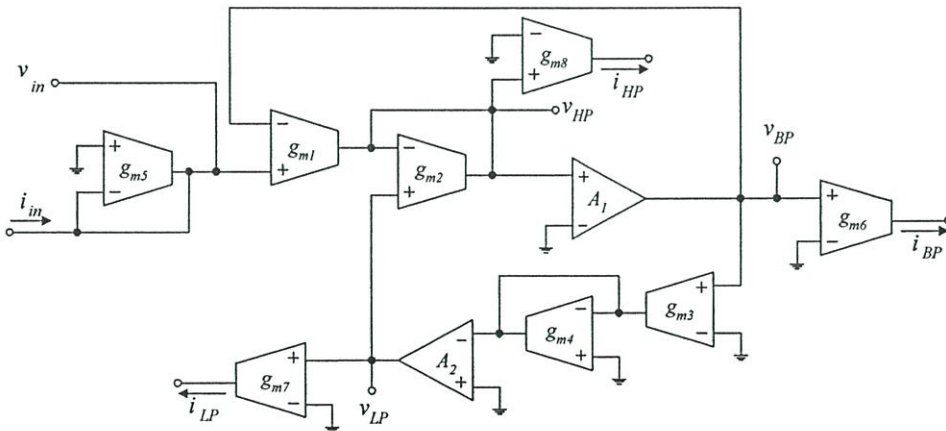 g_m8
i_HP
v_in
v_HP
g_m1
g_m5
g_m2
v_BP
i_in
A_1
g_m6
i_BP
g_m3
g_m4
A_2
g_m7
i_LP
v_LP